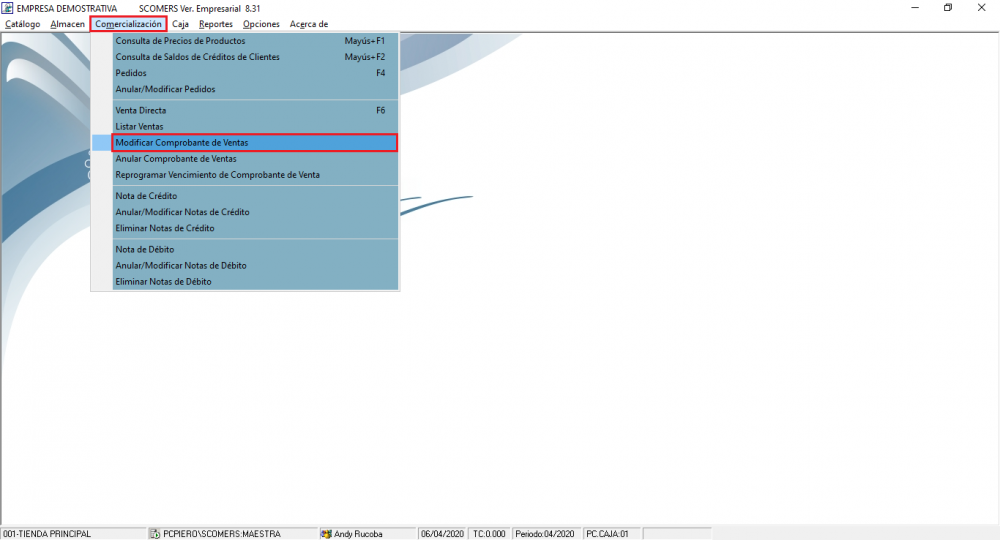 EMPRESA DEMOSTRATIVA SCOMERS Ver. Empresarial 8.31
Catálogo Almacen Comercialización Caja Reportes Opciones Acerca de
Consulta de Precios de Productos Mayús+F1
Consulta de Saldos de Créditos de Clientes Mayús+F2
Pedidos F4
Anular/Modificar Pedidos
Venta Directa F6
Listar Ventas
Modificar Comprobante de Ventas
Anular Comprobante de Ventas
Reprogramar Vencimiento de Comprobante de Venta
Nota de Crédito
Anular/Modificar Notas de Crédito
Eliminar Notas de Crédito
Nota de Débito
Anular/Modificar Notas de Débito
Eliminar Notas de Débito
001-TIENDA PRINCIPAL PCPIERO\SCOMERS:MAESTRA Andy Rucoba 06/04/2020 TC:0.000 Periodo:04/2020 PC.CAJA:01